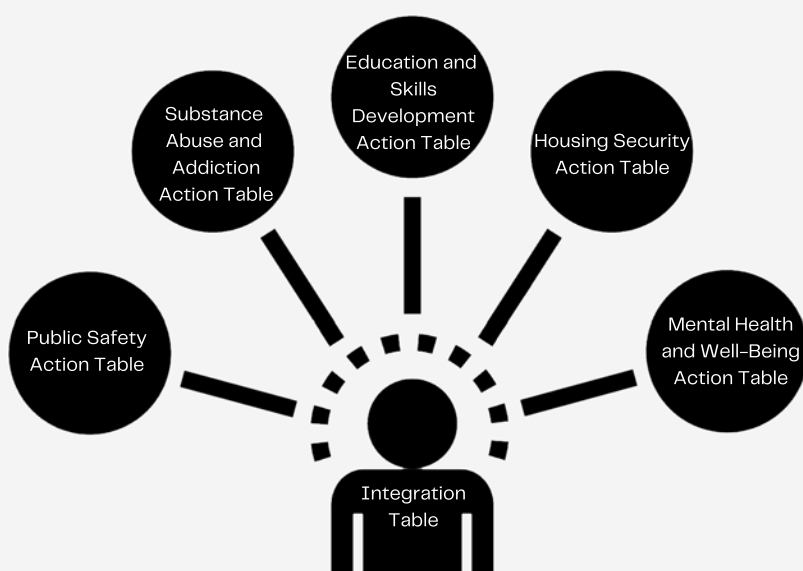 Education and
Skills
Development
Action Table
Substance
Abuse and
Addiction
Action Table
Housing Security
Action Table
Public Safety
Action Table
Mental Health
and Well-Being
Action Table
Integration
Table